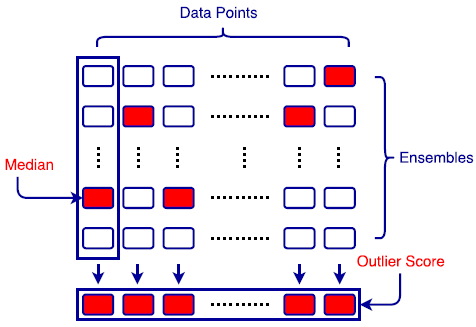 Data Points
Median
Ensembles
Outlier Score